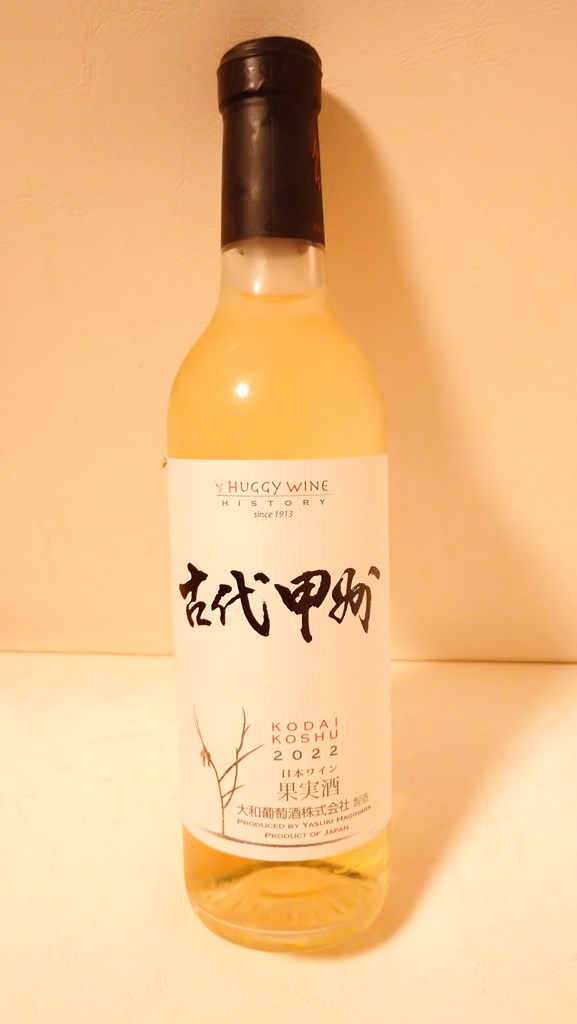 HUGGY WINE
HISTORY
since 1913
古代甲州
KODAI
KOSHU
2022
日本ワイン
果実酒
大和葡萄酒株式会社 製造
PRODUCED BY YASUKI HAGIHARA
PRODUCT OF JAPAN